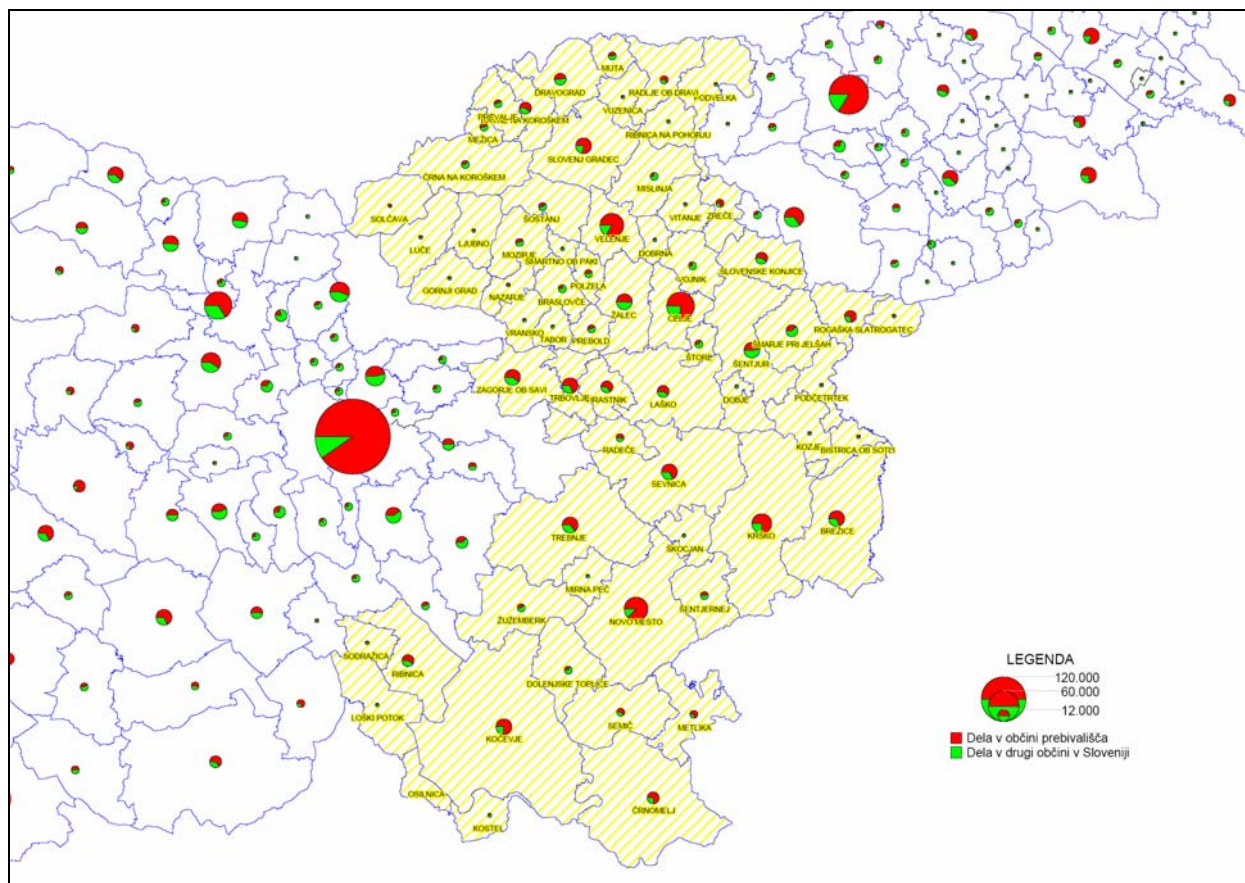 MUTA
DRAVOGRAD
RADLJE OB DRAVI
PODVELKA
VUZENICA
PREVALJE
RAVNE NA KOROŠKEM
RIBNICA NA POHORJU
MEŽICA
SLOVENJ GRADEC
ČRNA NA KOROŠKEM
MISLINJA
SOLČAVA
VITANJE
ZREČE
ŠOŠTANJ
LUČE
LJUBNO
VELENJE
MOZIRJE
DOBRNA
ŠMARTNO OB PAKI
SLOVENSKE KONJICE
VOJNIK
GORNJI GRAD
POLZELA
NAZARJE
BRASLOVČE
ŽALEC
CELJE
ROGAŠKA SLATINA
ROGATEC
VRANSKO
TABOR
PREBOLD
ŠMARJE PRI JELŠAH
ŠTORE
ŠENTJUR
ZAGORJE OB SAVI
TRBOVLJE
HRASTNIK
LAŠKO
DOBJE
PODČETRTEK
KOZJE
BISTRICA OB SOTLI
RADEČE
SEVNICA
TREBNJE
KRŠKO
BREŽICE
ŠKOCJAN
MIRNA PEČ
ŽUŽEMBERK
NOVO MESTO
ŠENTJERNEJ
SODRAŽICA
RIBNICA
DOLENJSKE TOPLICE
LOŠKI POTOK
SEMIČ
METLIKA
KOČEVJE
OSILNICA
ČRNOMELJ
KOSTEL
LEGENDA
120.000
60.000
12.000
Dela v občini prebivališča
Dela v drugi občini v Sloveniji